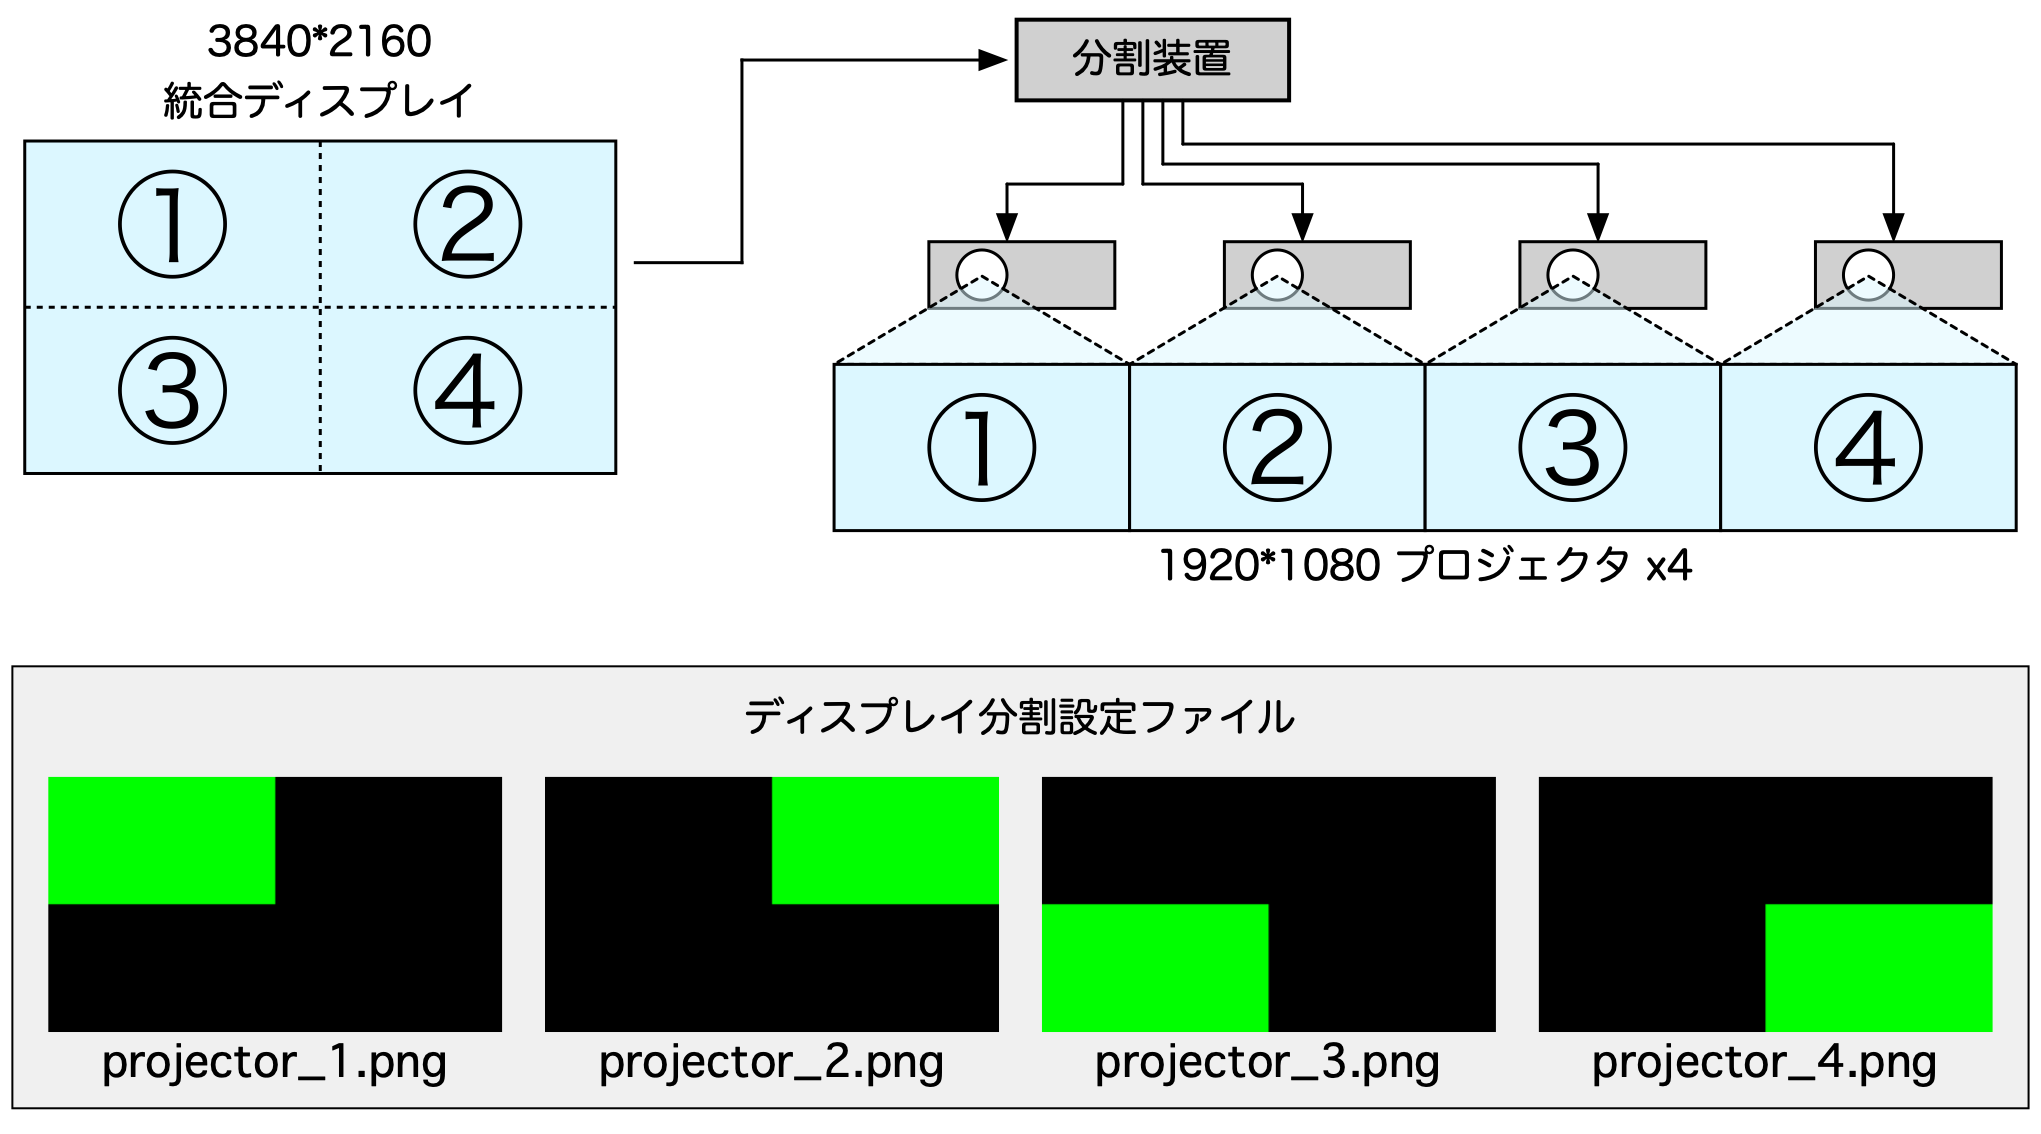 3840*2160
統合ディスプレイ
① ②
③ ④
分割装置
① ② ③ ④
1920*1080 プロジェクタ x4
ディスプレイ分割設定ファイル
projector_1.png projector_2.png projector_3.png projector_4.png